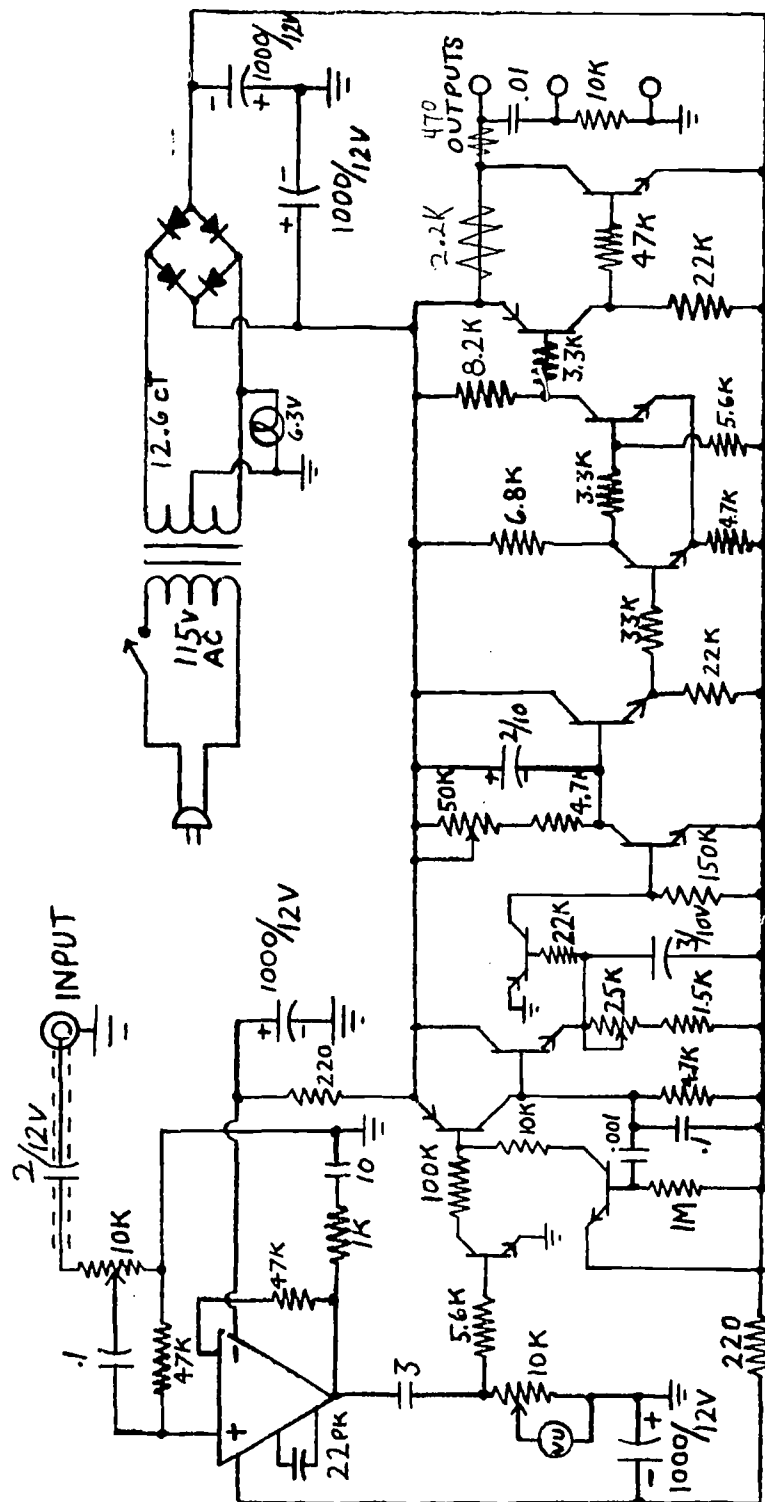 2/12V
INPUT
115V
AC
12.6 CT
6.3V
1000/12V
1000/12V
.1
10K
47K
+
-
22PK
47K
1K
10
220
1000/12V
3
5.6K
10K
VU
1000/12V
220
100K
10K
.001
.1
1M
47K
25K
1.5K
22K
3/10V
150K
50K
4.7K
2/10
22K
33K
6.8K
3.3K
4.7K
5.6K
8.2K
3.3K
22K
47K
2.2K
470
OUTPUTS
.01
10K